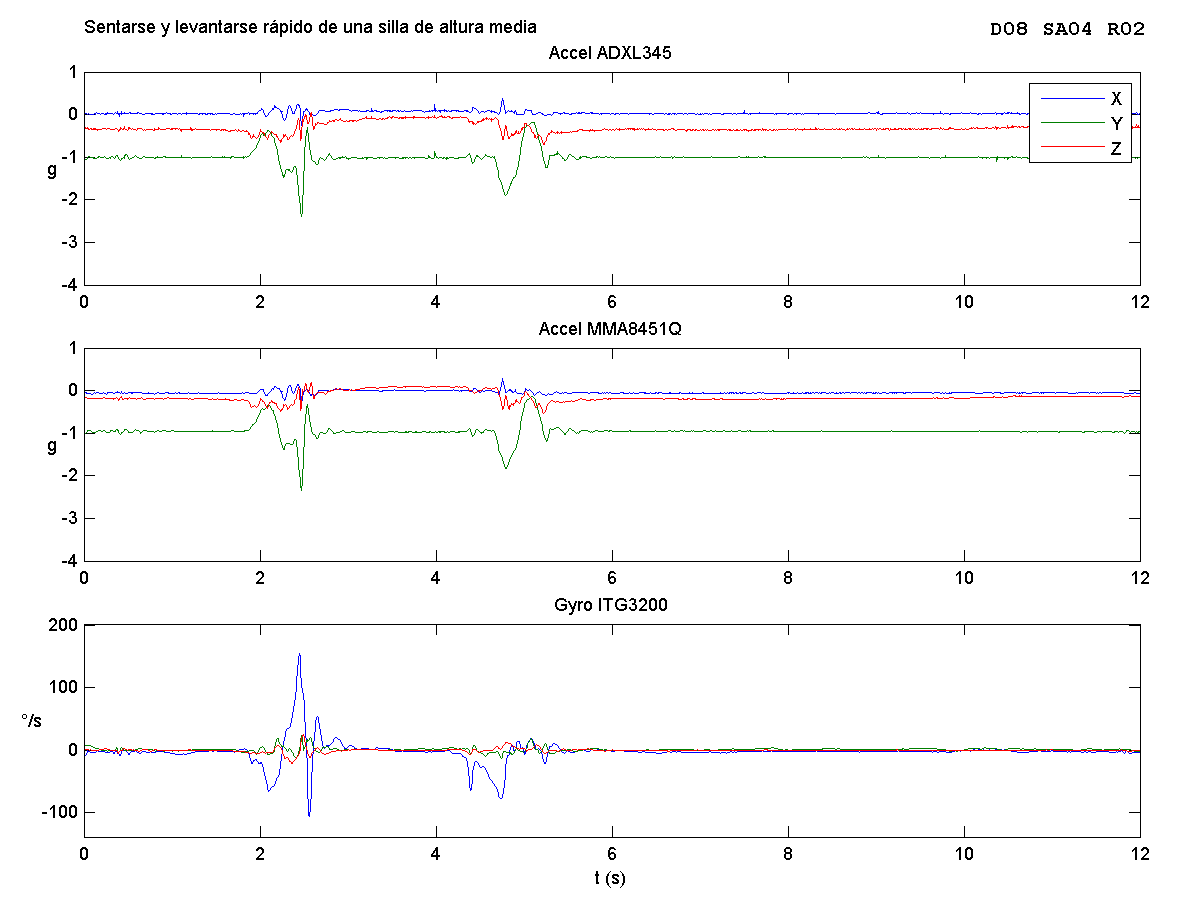 Sentarse y levantarse rápido de una silla de altura media
D08 SA04 R02
Accel ADXL345
1
0
-1
-2
-3
-4
g
X
Y
Z
0 2 4 6 8 10 12
Accel MMA8451Q
1
0
-1
-2
-3
-4
g
0 2 4 6 8 10 12
Gyro ITG3200
200
100
0
-100
°/s
0 2 4 6 8 10 12
t (s)